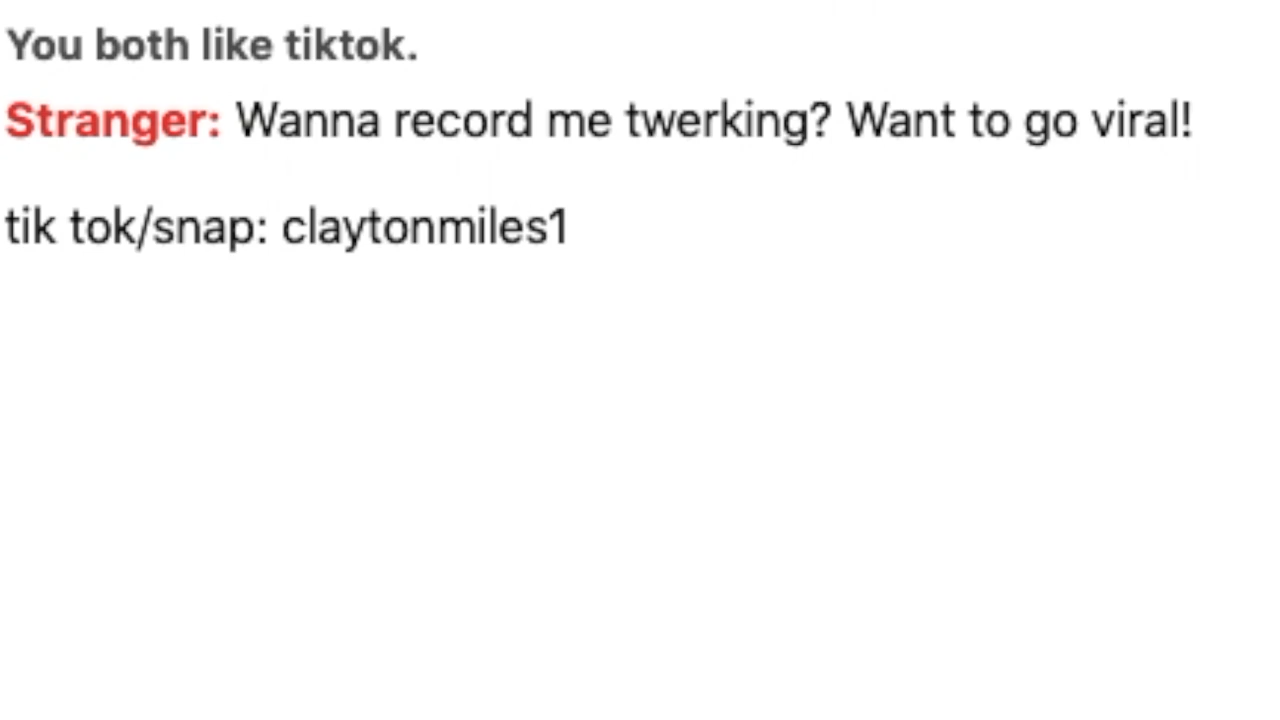 You both like tiktok.
Stranger: Wanna record me twerking? Want to go viral!
tik tok/snap: claytonmiles1